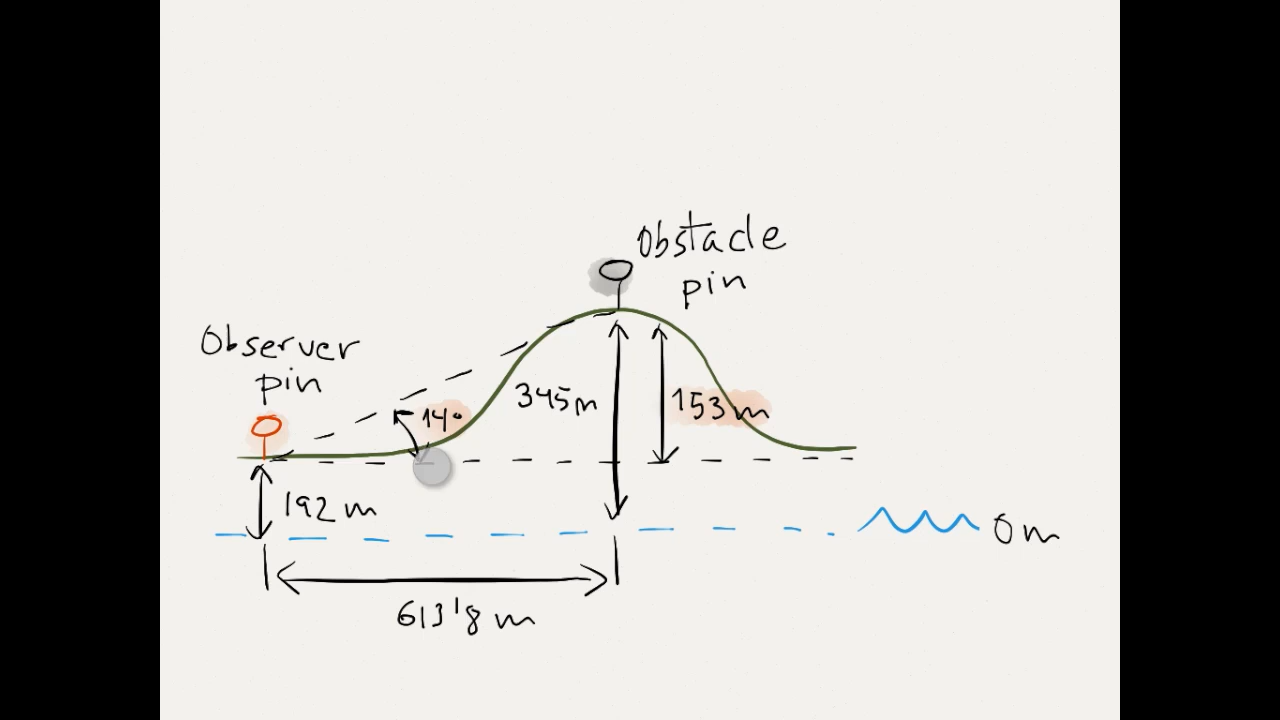 Obstacle
pin
Observer
pin
14°
345m
153m
192 m
0m
613'8 m